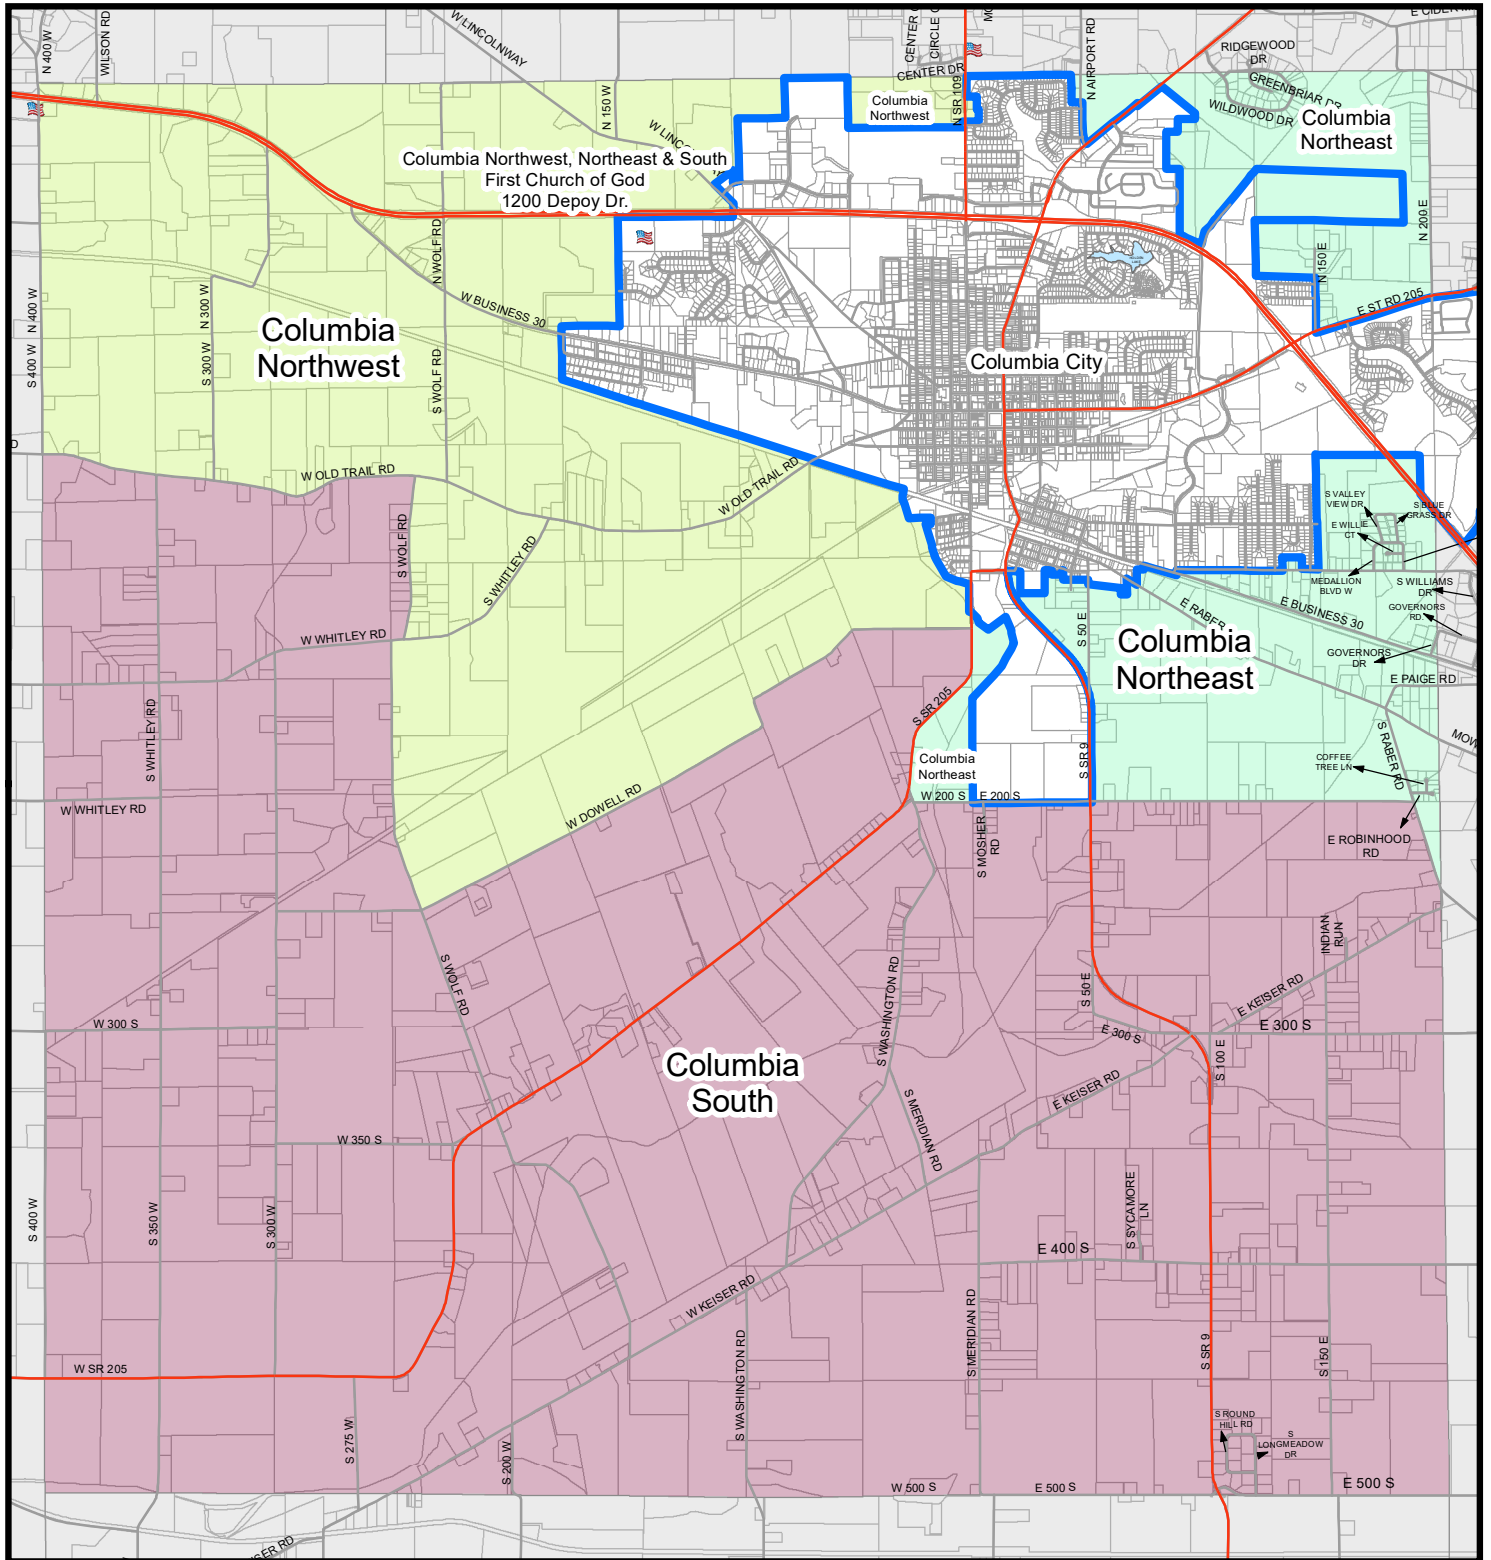 E CIDER
N 400 W
WILSON RD
W LINCOLNWAY
CENTER
CIRCLE
CENTER DR
N AIRPORT RD
RIDGEWOOD
DR
GREENBRIAR DR
WILDWOOD DR
N SR 109
N 150 W
W LINC
Columbia
Northwest
Columbia
Northeast
Columbia Northwest, Northeast & South
First Church of God
1200 Depoy Dr.
N WOLF RD
N 200 E
N 150 E
E ST RD 205
N 400 W
N 300 W
W BUSINESS 30
Columbia
Northwest
S 400 W
S 300 W
S WOLF RD
Columbia City
W OLD TRAIL RD
W OLD TRAIL RD
S VALLEY
VIEW DR
S BLUE
GRASS DR
E WILLIE
CT
S WOLF RD
S WHITLEY RD
MEDALLION
BLVD W
S WILLIAMS
DR
GOVERNORS
RD.
E RABER
E BUSINESS 30
S 50 E
W WHITLEY RD
Columbia
Northeast
GOVERNORS
DR
E PAIGE RD
S WHITLEY RD
S SR 205
S SR 9
S RABER RD
MOW
Columbia
Northeast
COFFEE
TREE LN
W WHITLEY RD
W DOWELL RD
W 200 S
E 200 S
S MOSHER
RD
E ROBINHOOD
RD
INDIAN
RUN
S WOLF RD
S WASHINGTON RD
S 50 E
E KEISER RD
W 300 S
E 300 S
E 300 S
S 100 E
Columbia
South
E KEISER RD
S MERIDIAN RD
W 350 S
S 400 W
S 350 W
S 300 W
S SYCAMORE
LN
E 400 S
W KEISER RD
S WASHINGTON RD
S MERIDIAN RD
S SR 9
S 150 E
W SR 205
S 275 W
S 200 W
S ROUND
HILL RD
S
LONGMEADOW
DR
W 500 S
E 500 S
E 500 S
SER RD